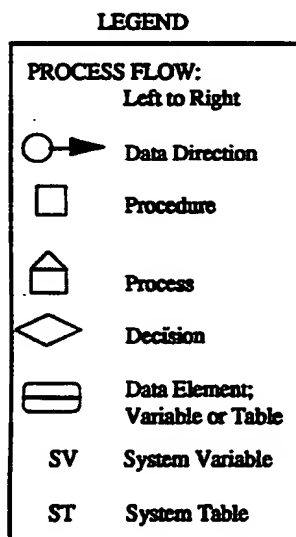 LEGEND
PROCESS FLOW:
Left to Right
Data Direction
Procedure
Process
Decision
Data Element;
Variable or Table
SV System Variable
ST System Table